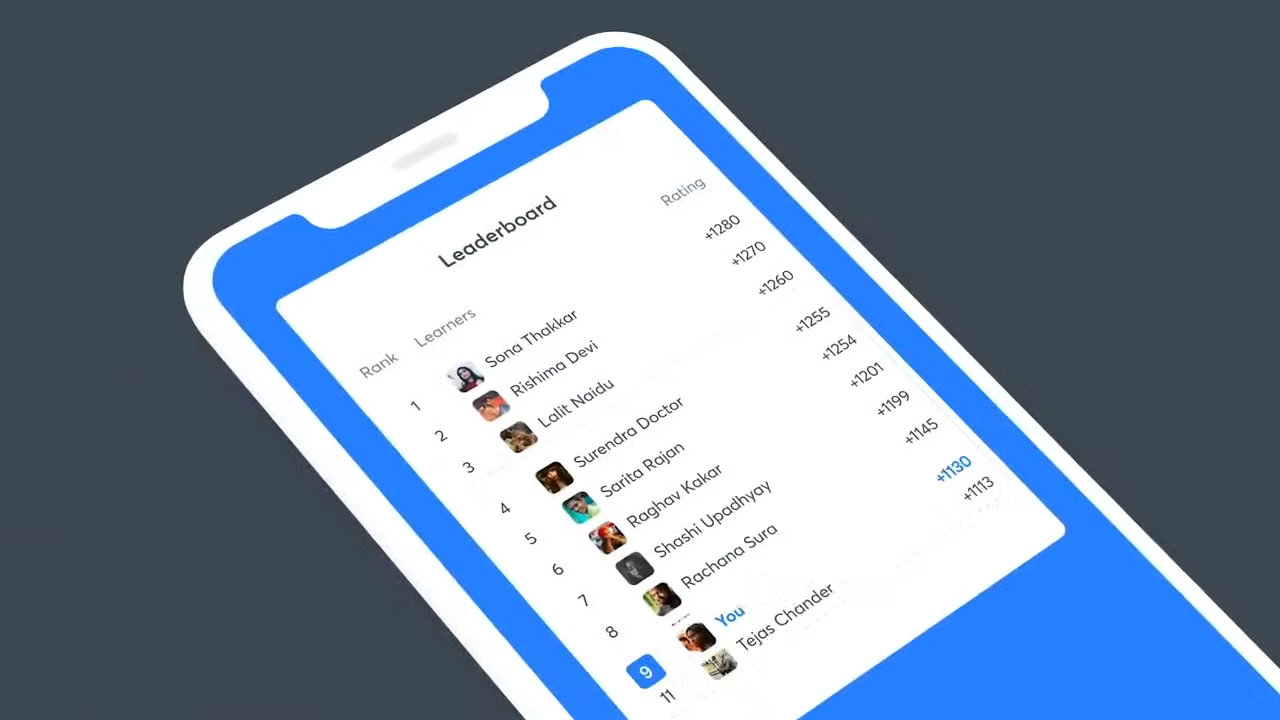 Leaderboard
Rank Learners Rating
1 Sona Thakkar +1280
2 Rishima Devi +1270
3 Lalit Naidu +1260
4 Surendra Doctor +1255
5 Sarita Rajan +1254
6 Raghav Kakar +1201
7 Shashi Upadhyay +1199
8 Rachana Sura +1145
9 You +1130
11 Tejas Chander +1113